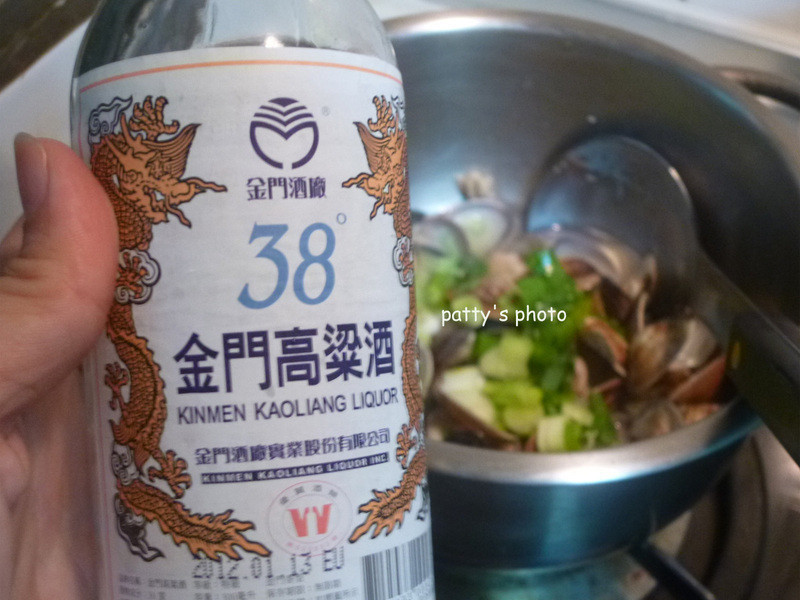 金門酒廠®
38°
金門高粱酒
KINMEN KAOLIANG LIQUOR
金門酒廠實業股份有限公司
KINMEN KAOLIANG LIQUOR INC.
2012.01.13 EU
patty's photo